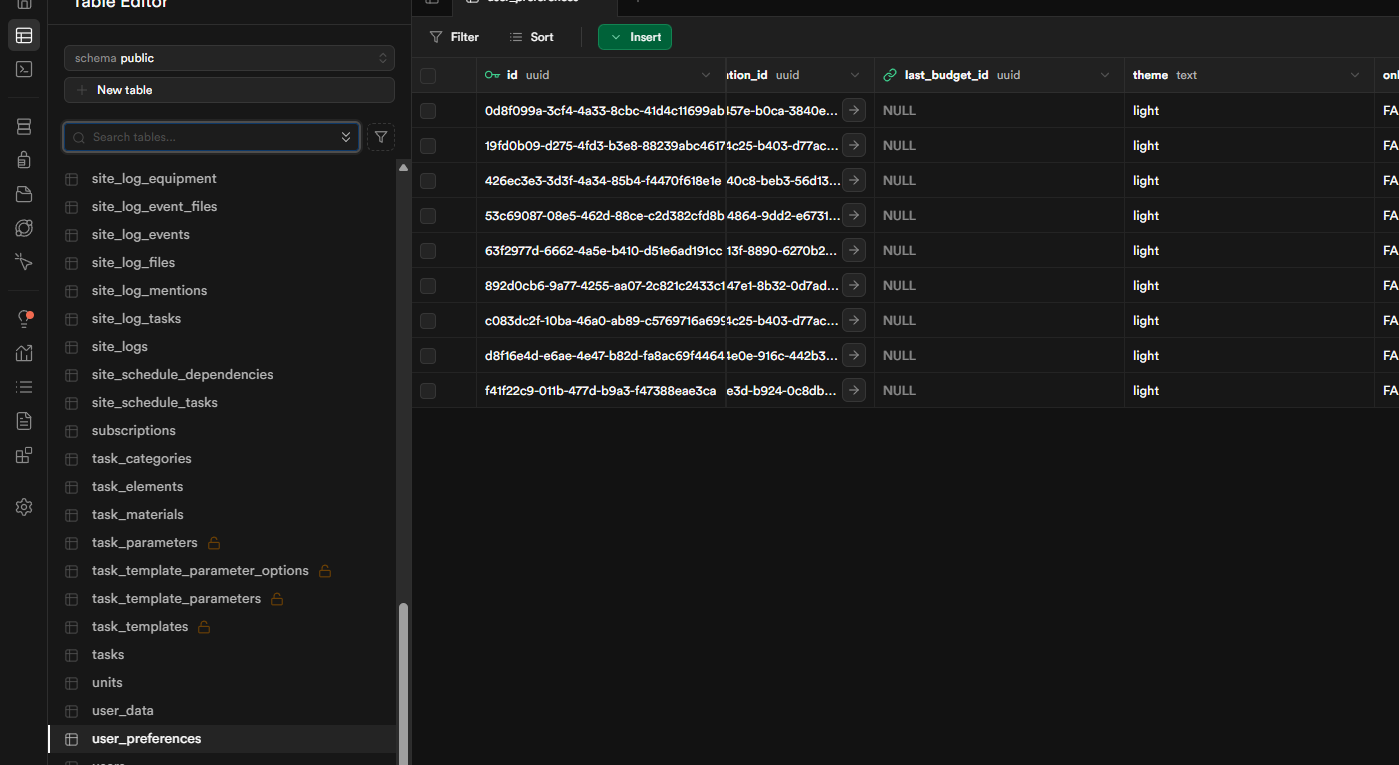 Table Editor
user_preferences
schema public
New table
Search tables...
site_log_equipment
site_log_event_files
site_log_events
site_log_files
site_log_mentions
site_log_tasks
site_logs
site_schedule_dependencies
site_schedule_tasks
subscriptions
task_categories
task_elements
task_materials
task_parameters
task_template_parameter_options
task_template_parameters
task_templates
tasks
units
user_data
user_preferences
Filter Sort Insert
id uuid tion_id uuid last_budget_id uuid theme text onl
0d8f099a-3cf4-4a33-8cbc-41d4c11699ab 457e-b0ca-3840e... NULL light FA
19fd0b09-d275-4fd3-b3e8-88239abc4617 4c25-b403-d77ac... NULL light FA
426ec3e3-3d3f-4a34-85b4-f4470f618e1e 40c8-beb3-56d13... NULL light FA
53c69087-08e5-462d-88ce-c2d382cfd8b 4864-9dd2-e6731... NULL light FA
63f2977d-6662-4a5e-b410-d51e6ad191cc 13f-8890-6270b2... NULL light FA
892d0cb6-9a77-4255-aa07-2c821c2433c1 47e1-8b32-0d7ad... NULL light FA
c083dc2f-10ba-46a0-ab89-c5769716a699 4c25-b403-d77ac... NULL light FA
d8f16e4d-e6ae-4e47-b82d-fa8ac69f4464 4e0e-916c-442b3... NULL light FA
f41f22c9-011b-477d-b9a3-f47388eae3ca e3d-b924-0c8db... NULL light FA